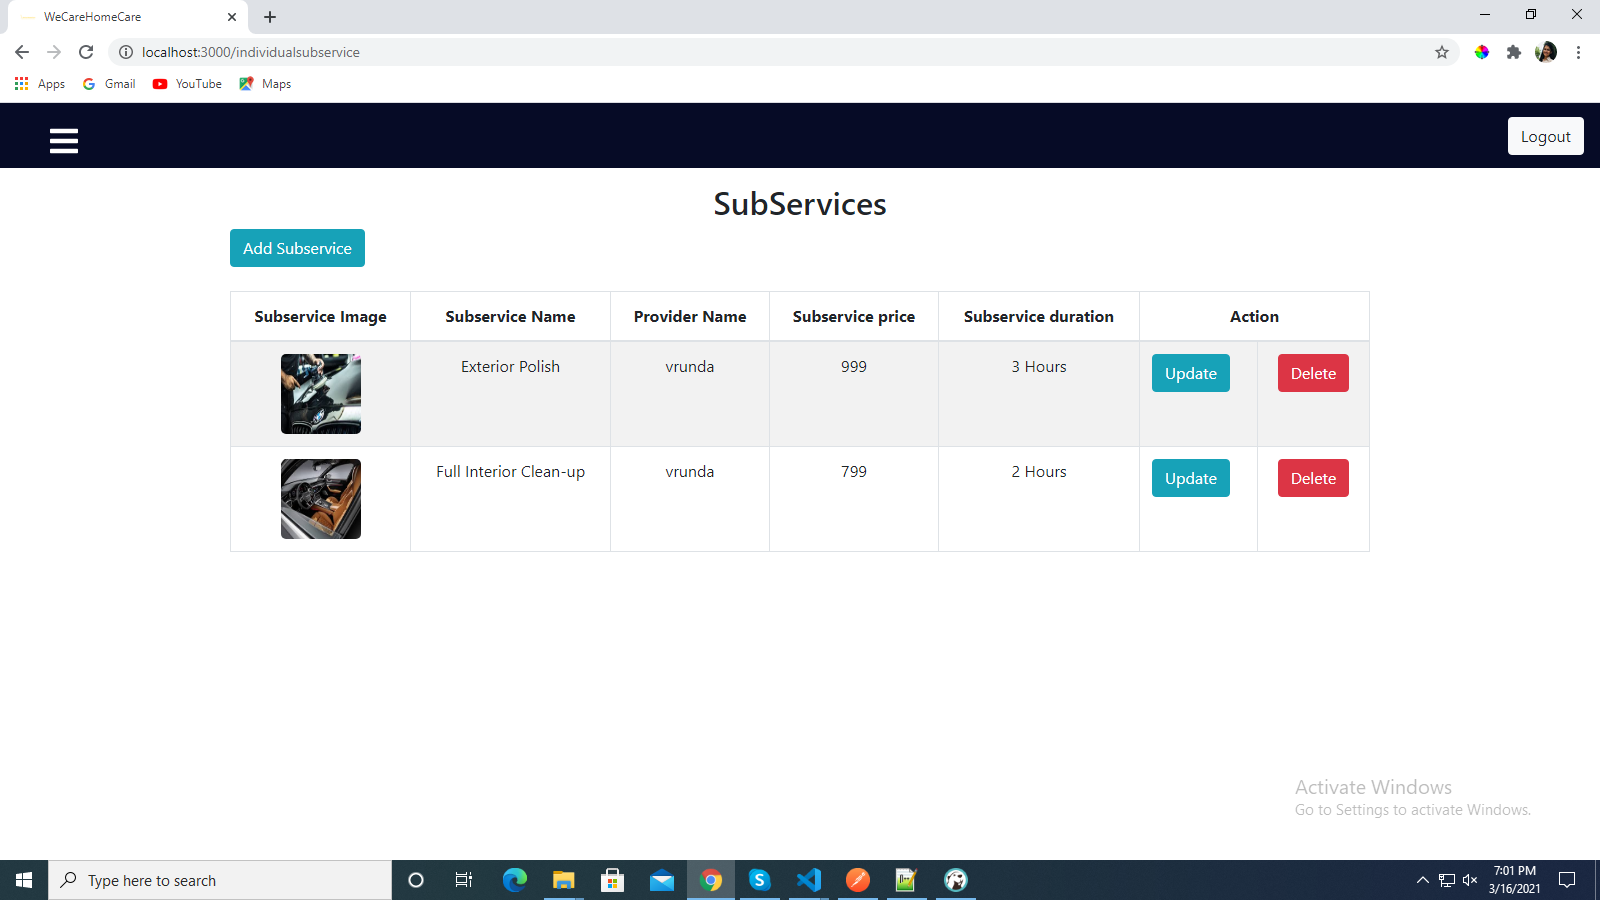 WeCareHomeCare
localhost:3000/individualsubservice
Apps Gmail YouTube Maps
Logout
SubServices
Add Subservice
Subservice Image Subservice Name Provider Name Subservice price Subservice duration Action
Exterior Polish vrunda 999 3 Hours Update Delete
Full Interior Clean-up vrunda 799 2 Hours Update Delete
Activate Windows
Go to Settings to activate Windows.
Type here to search
7:01 PM
3/16/2021